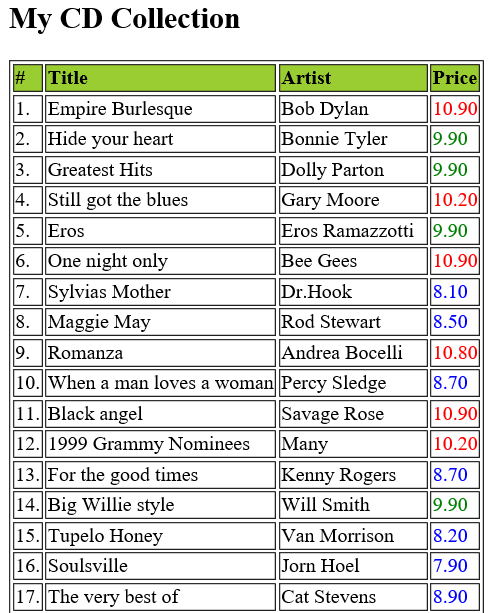 My CD Collection
# Title Artist Price
1. Empire Burlesque Bob Dylan 10.90
2. Hide your heart Bonnie Tyler 9.90
3. Greatest Hits Dolly Parton 9.90
4. Still got the blues Gary Moore 10.20
5. Eros Eros Ramazzotti 9.90
6. One night only Bee Gees 10.90
7. Sylvias Mother Dr.Hook 8.10
8. Maggie May Rod Stewart 8.50
9. Romanza Andrea Bocelli 10.80
10. When a man loves a woman Percy Sledge 8.70
11. Black angel Savage Rose 10.90
12. 1999 Grammy Nominees Many 10.20
13. For the good times Kenny Rogers 8.70
14. Big Willie style Will Smith 9.90
15. Tupelo Honey Van Morrison 8.20
16. Soulsville Jorn Hoel 7.90
17. The very best of Cat Stevens 8.90